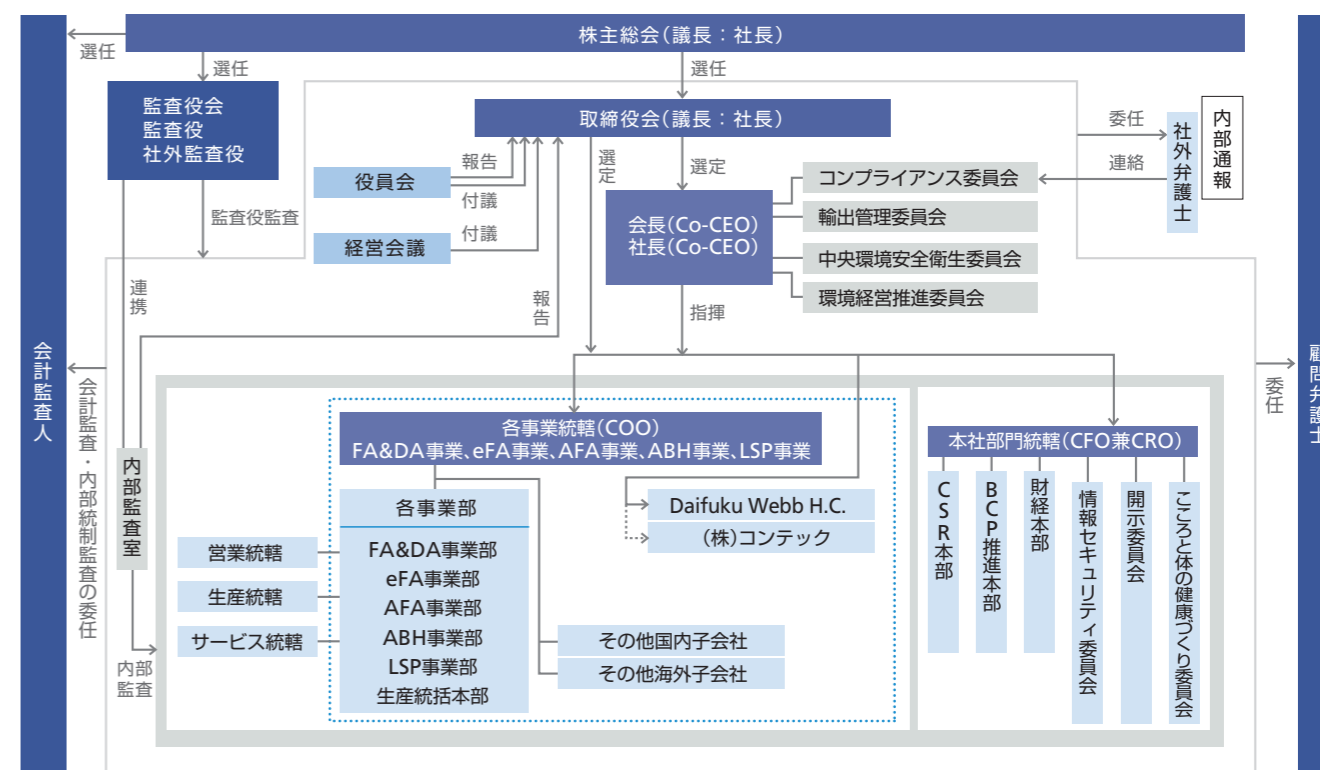 株主総会(議長：社長)
選任
選任
選任
監査役会
監査役
社外監査役
取締役会(議長：社長)
委任
連絡
社外弁護士
内部通報
役員会
報告
付議
経営会議
付議
選定
選定
監査役監査
会長(Co-CEO)
社長(Co-CEO)
コンプライアンス委員会
輸出管理委員会
中央環境安全衛生委員会
環境経営推進委員会
連携
報告
指揮
会計監査人
会計監査・内部統制監査の委任
顧問弁護士
委任
内部監査室
内部
監査
各事業統轄(COO)
FA&DA事業、eFA事業、AFA事業、ABH事業、LSP事業
本社部門統轄(CFO兼CRO)
各事業部
FA&DA事業部
eFA事業部
AFA事業部
ABH事業部
LSP事業部
生産統括本部
営業統轄
生産統轄
サービス統轄
Daifuku Webb H.C.
(株)コンテック
その他国内子会社
その他海外子会社
CSR本部
BCP推進本部
財経本部
情報セキュリティ委員会
開示委員会
こころと体の健康づくり委員会